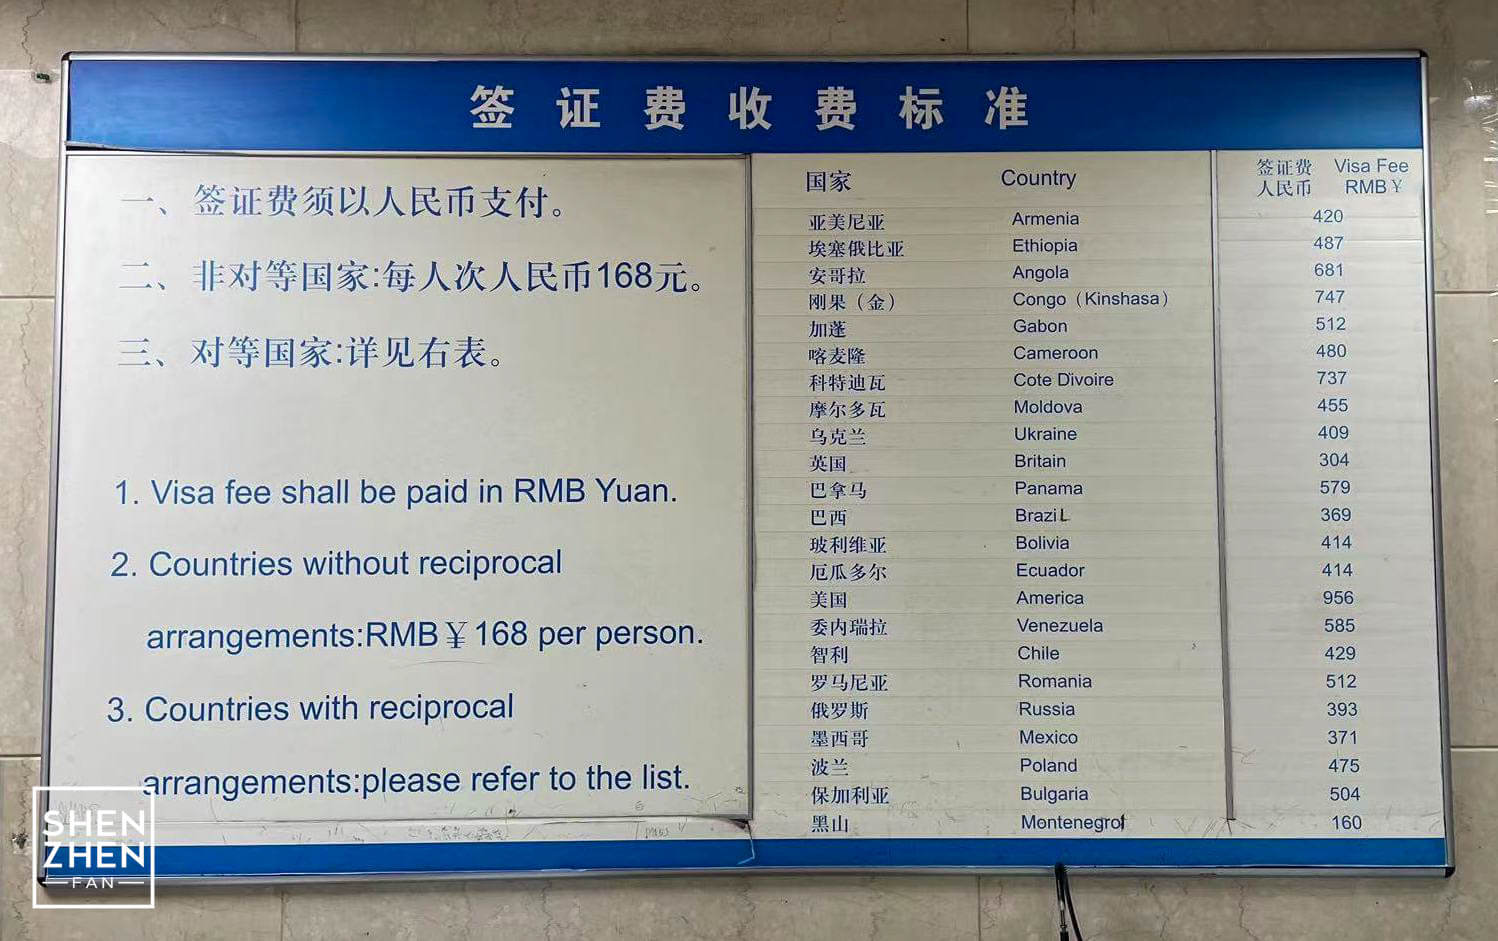 签证费收费标准
一、签证费须以人民币支付。
二、非对等国家:每人次人民币168元。
三、对等国家:详见右表。
1. Visa fee shall be paid in RMB Yuan.
2. Countries without reciprocal
arrangements:RMB￥168 per person.
3. Countries with reciprocal
arrangements:please refer to the list.
国家 Country 签证费 Visa Fee
人民币 RMB￥
亚美尼亚 Armenia 420
埃塞俄比亚 Ethiopia 487
安哥拉 Angola 681
刚果（金） Congo（Kinshasa） 747
加蓬 Gabon 512
喀麦隆 Cameroon 480
科特迪瓦 Cote D'ivoire 737
摩尔多瓦 Moldova 455
乌克兰 Ukraine 409
英国 Britain 304
巴拿马 Panama 579
巴西 BraziL 369
玻利维亚 Bolivia 414
厄瓜多尔 Ecuador 414
美国 America 956
委内瑞拉 Venezuela 585
智利 Chile 429
罗马尼亚 Romania 512
俄罗斯 Russia 393
墨西哥 Mexico 371
波兰 Poland 475
保加利亚 Bulgaria 504
黑山 Montenegro 160
SHEN
ZHEN
FAN